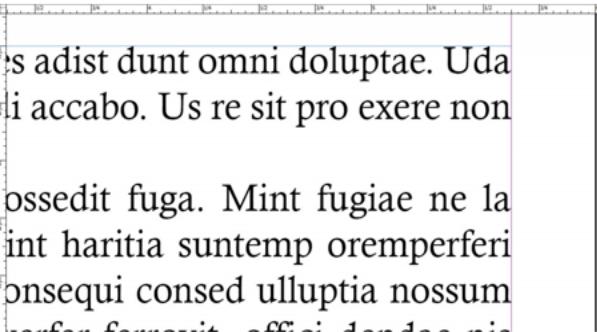 s adist dunt omni doluptae. Uda
i accabo. Us re sit pro exere non
ossedit fuga. Mint fugiae ne la
int haritia suntemp oremperferi
onsequi consed ulluptia nossum